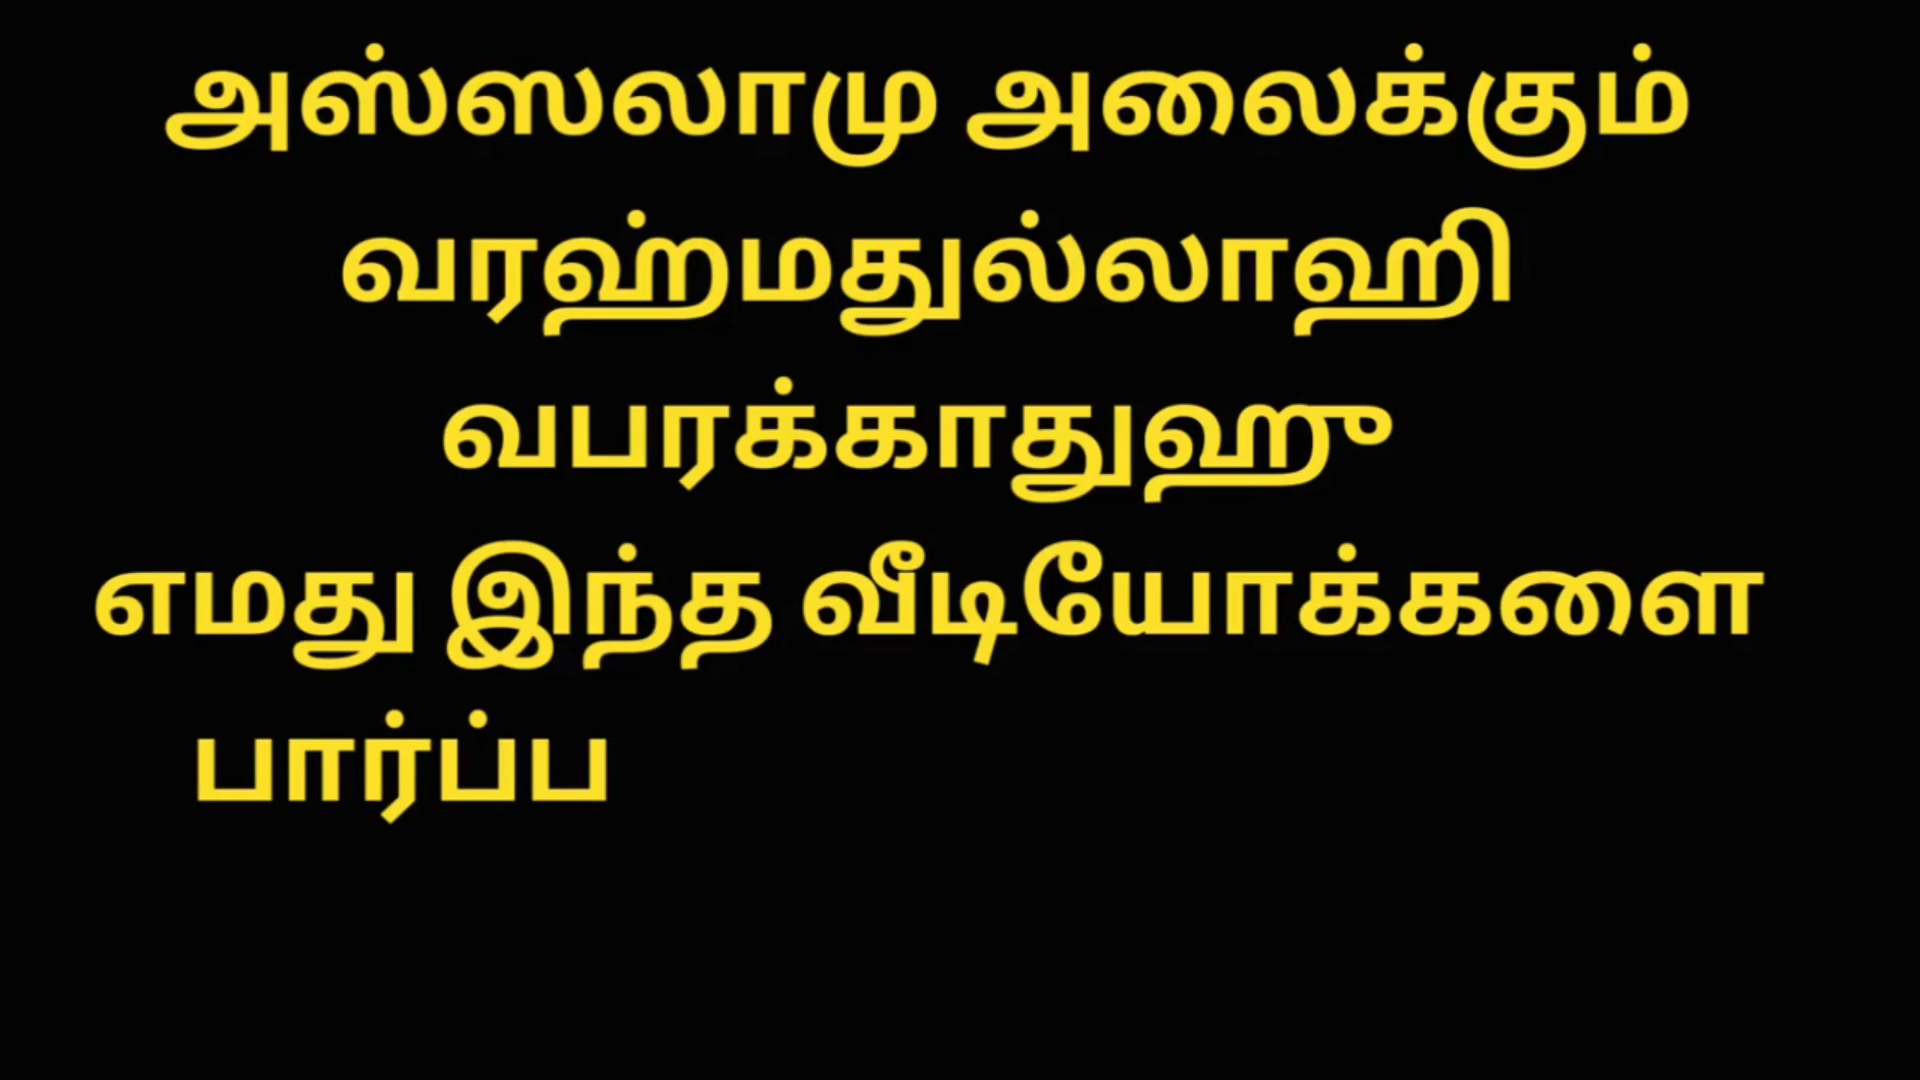 அஸ்ஸலாமு அலைக்கும்
வரஹ்மதுல்லாஹி
வபரக்காதுஹு
எமது இந்த வீடியோக்களை
பார்ப்ப